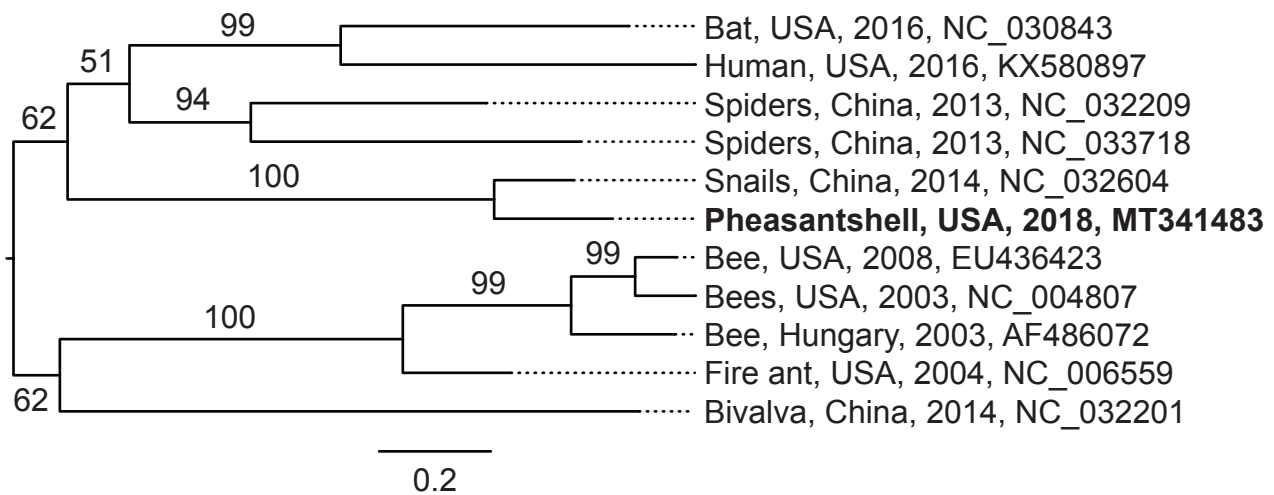 99
Bat, USA, 2016, NC_030843
51
Human, USA, 2016, KX580897
94
Spiders, China, 2013, NC_032209
62
Spiders, China, 2013, NC_033718
100
Snails, China, 2014, NC_032604
Pheasantshell, USA, 2018, MT341483
99
Bee, USA, 2008, EU436423
99
Bees, USA, 2003, NC_004807
100
Bee, Hungary, 2003, AF486072
Fire ant, USA, 2004, NC_006559
62
Bivalva, China, 2014, NC_032201
0.2